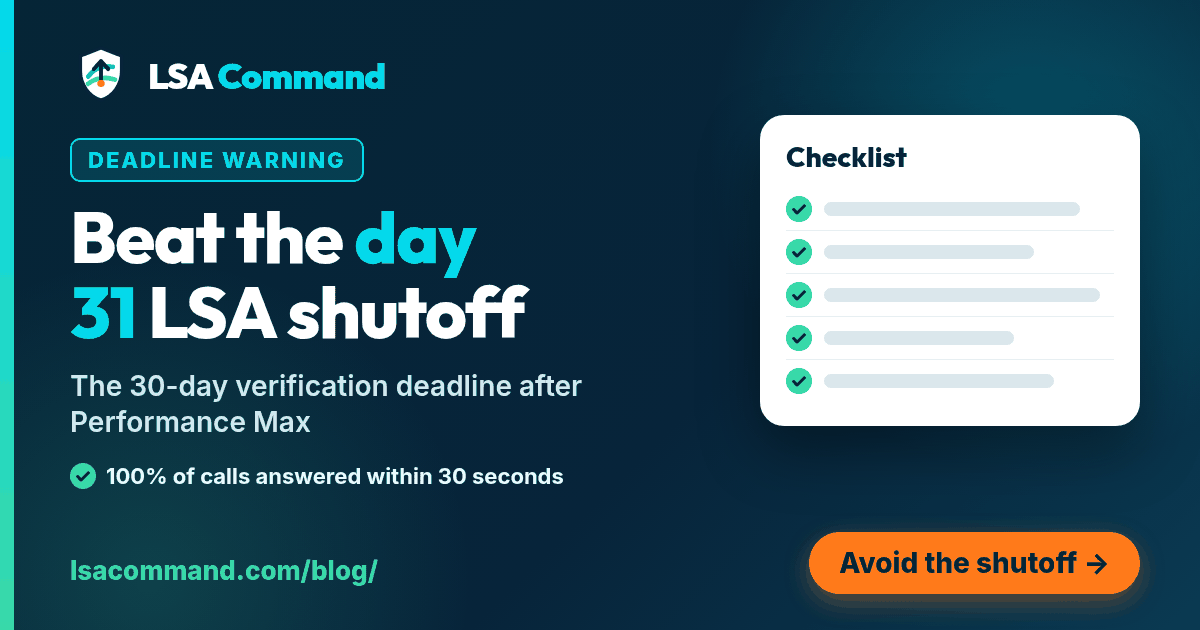 LSA Command
DEADLINE WARNING
Beat the day
31 LSA shutoff
The 30-day verification deadline after
Performance Max
100% of calls answered within 30 seconds
lsacommand.com/blog/
Checklist
Avoid the shutoff →